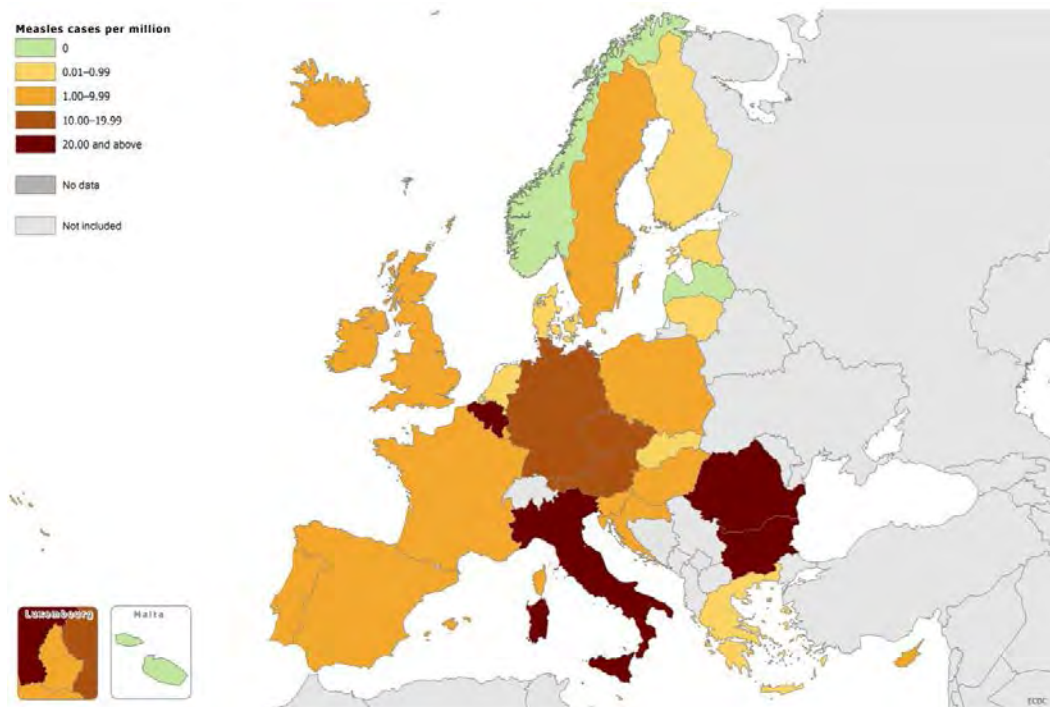 Measles cases per million
0
0.01–0.99
1.00–9.99
10.00–19.99
20.00 and above
No data
Not included
Luxembourg
Malta
ECDC